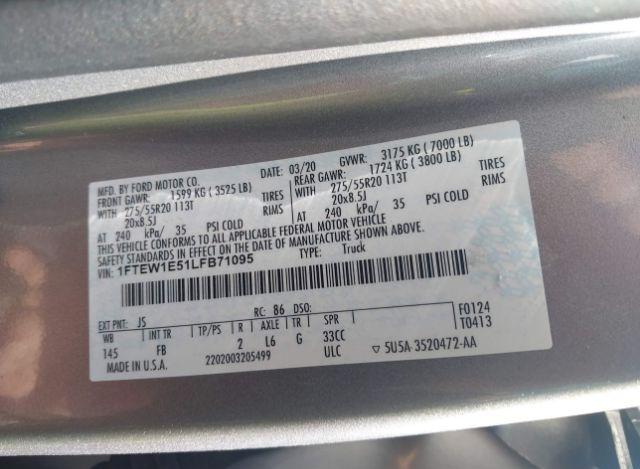 MFD. BY FORD MOTOR CO. DATE: 03/20 GVWR: 3175 KG ( 7000 LB)
FRONT GAWR: 1599 KG ( 3525 LB) REAR GAWR: 1724 KG ( 3800 LB)
WITH 275/55R20 113T TIRES WITH 275/55R20 113T TIRES
20x8.5J RIMS 20x8.5J RIMS
AT 240 kPa/ 35 PSI COLD AT 240 kPa/ 35 PSI COLD
THIS VEHICLE CONFORMS TO ALL APPLICABLE FEDERAL MOTOR VEHICLE
SAFETY STANDARDS IN EFFECT ON THE DATE OF MANUFACTURE SHOWN ABOVE.
VIN: 1FTEW1E51LFB71095 TYPE: Truck
EXT PNT: JS RC: 86 DSO: F0124
WB INT TR TP/PS R AXLE TR SPR T0413
145 FB 2 L6 G 33CC
MADE IN U.S.A. 2202003205499 ULC ▽ 5U5A-3520472-AA